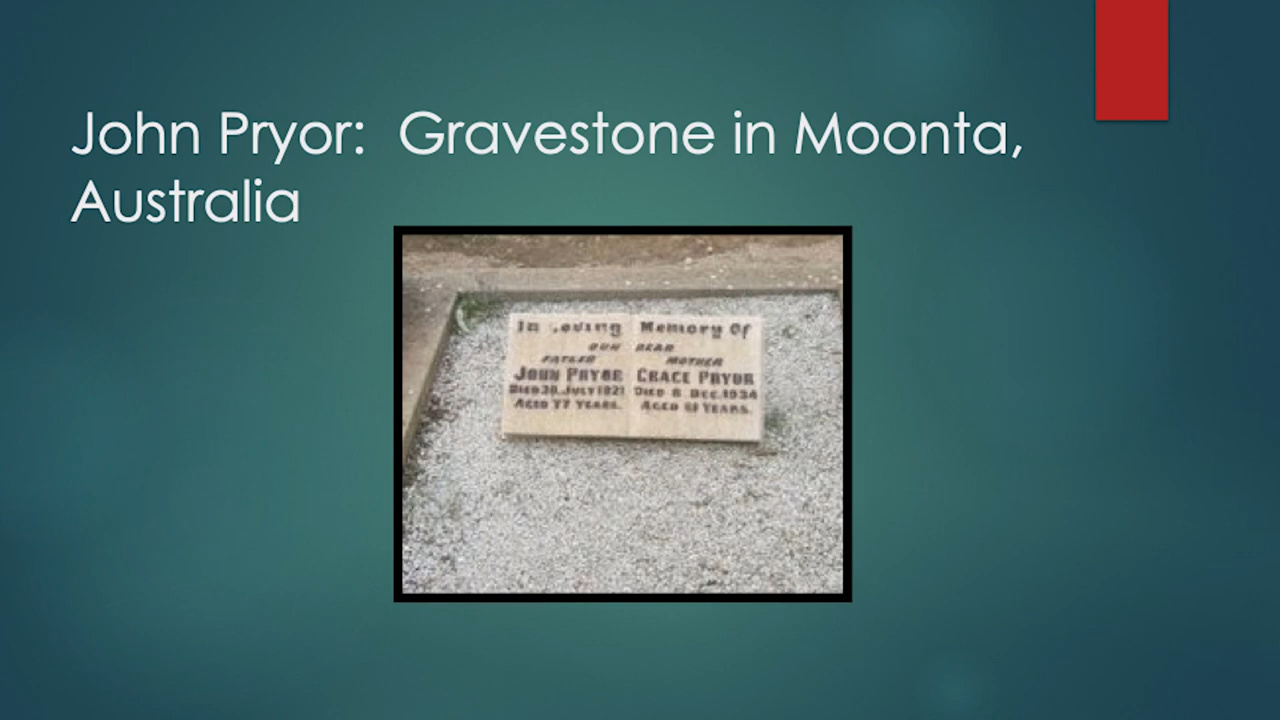 John Pryor: Gravestone in Moonta,
Australia
In Loving Memory Of
OUR DEAR
FATHER MOTHER
JOHN PRYOR GRACE PRYOR
DIED 30. JULY 1921 DIED 8 DEC. 1934
AGED 77 YEARS. AGED YEARS.